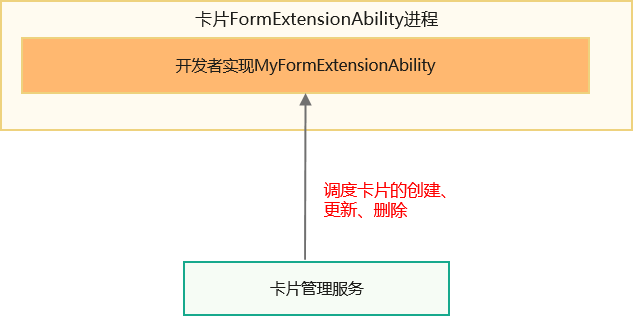 卡片FormExtensionAbility进程
开发者实现MyFormExtensionAbility
调度卡片的创建、
更新、删除
卡片管理服务